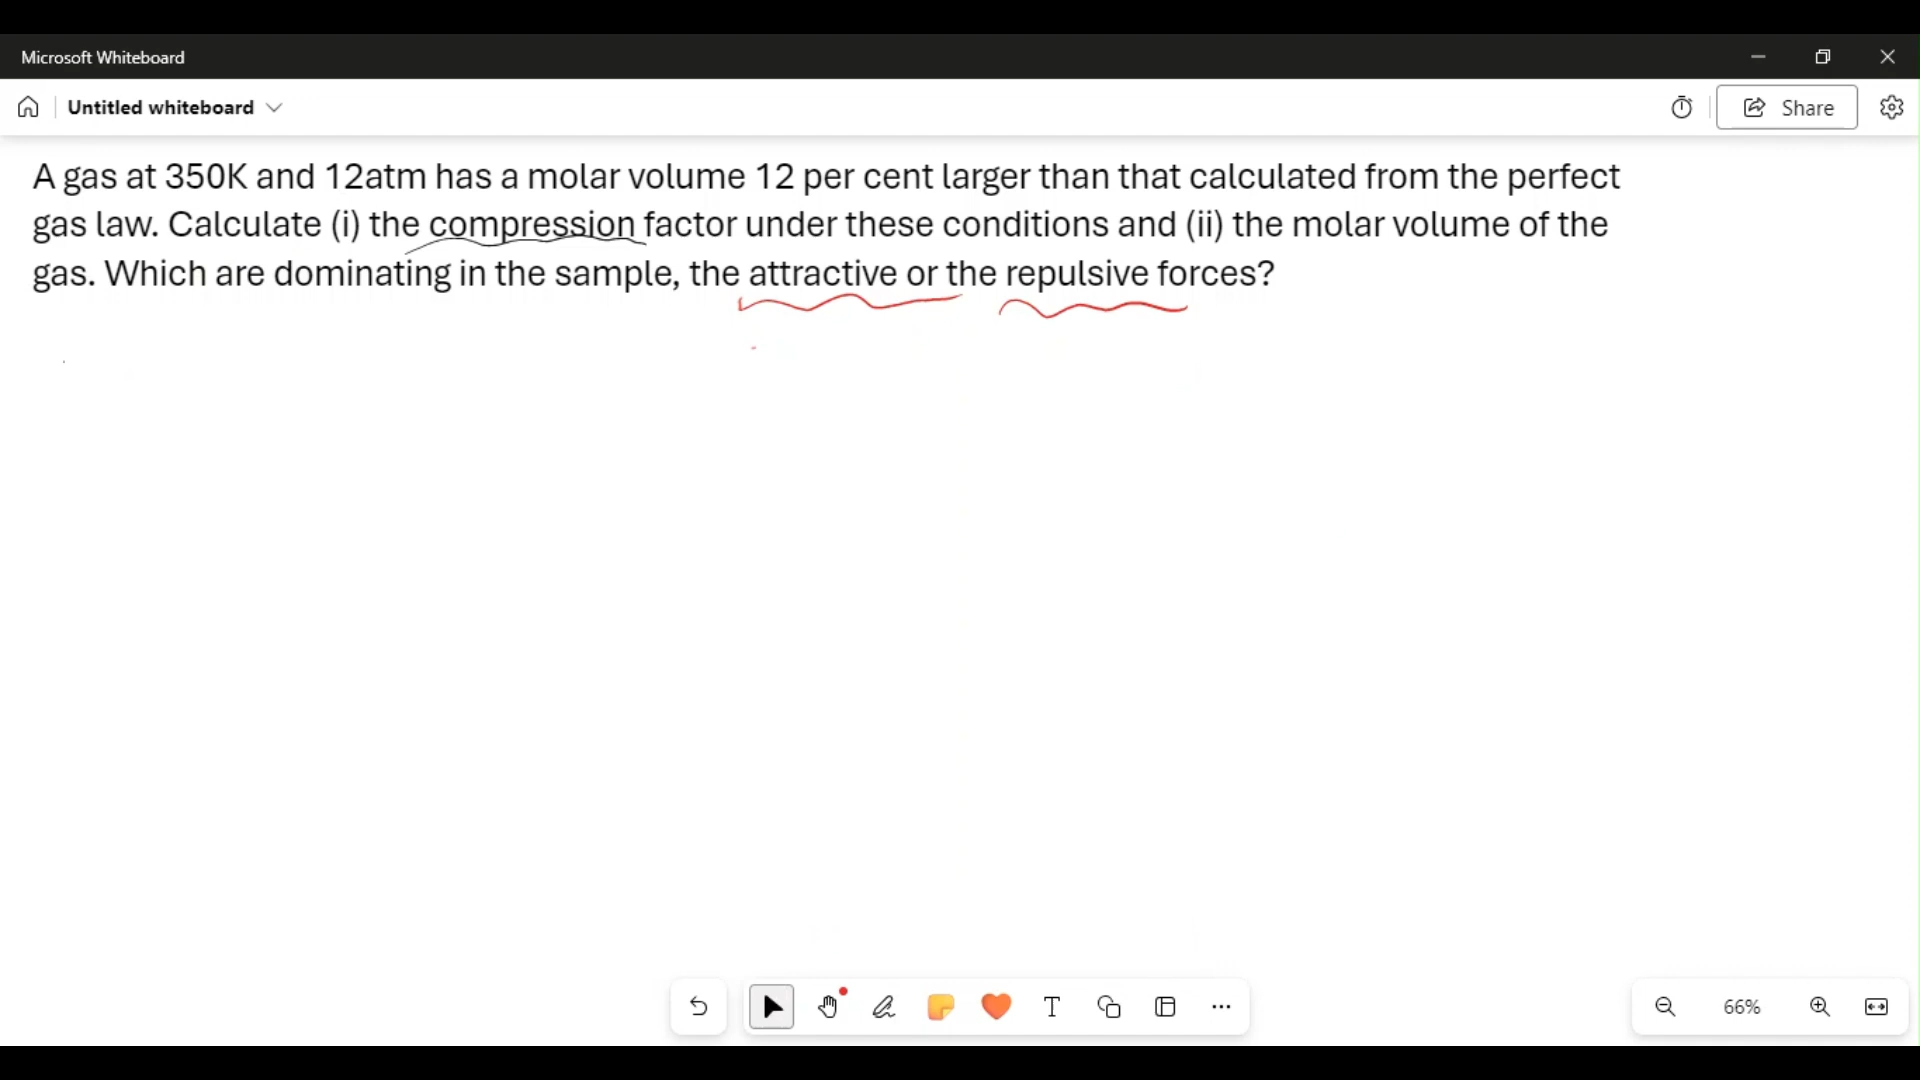 Microsoft Whiteboard
Untitled whiteboard
Share
A gas at 350K and 12atm has a molar volume 12 per cent larger than that calculated from the perfect
gas law. Calculate (i) the compression factor under these conditions and (ii) the molar volume of the
gas. Which are dominating in the sample, the attractive or the repulsive forces?
66%